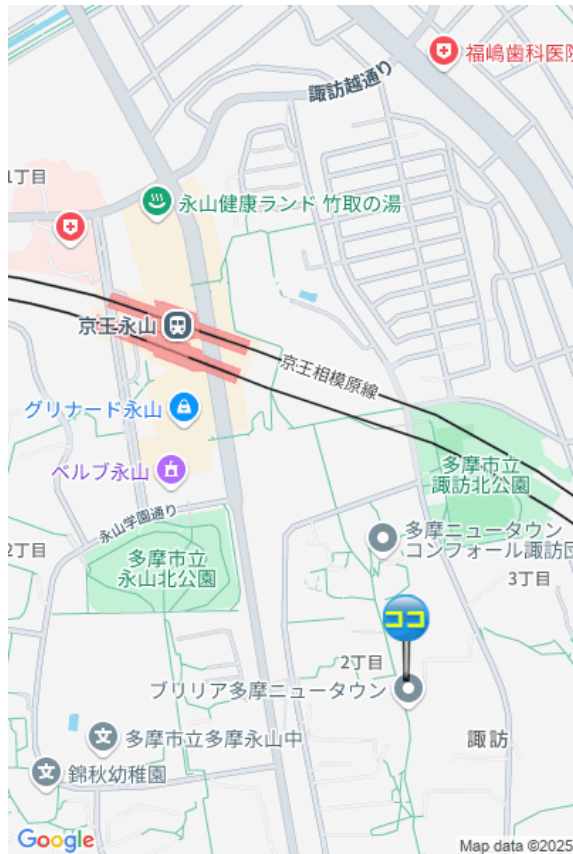 福嶋歯科医院
諏訪越通り
1丁目
永山健康ランド 竹取の湯
京王永山
京王相模原線
グリナード永山
ベルブ永山
多摩市立
諏訪北公園
永山学園通り
多摩ニュータウン
コンフォール諏訪団
2丁目
多摩市立
永山北公園
3丁目
ココ
2丁目
ブリリア多摩ニュータウン
諏訪
多摩市立多摩永山中
錦秋幼稚園
Google
Map data ©2025